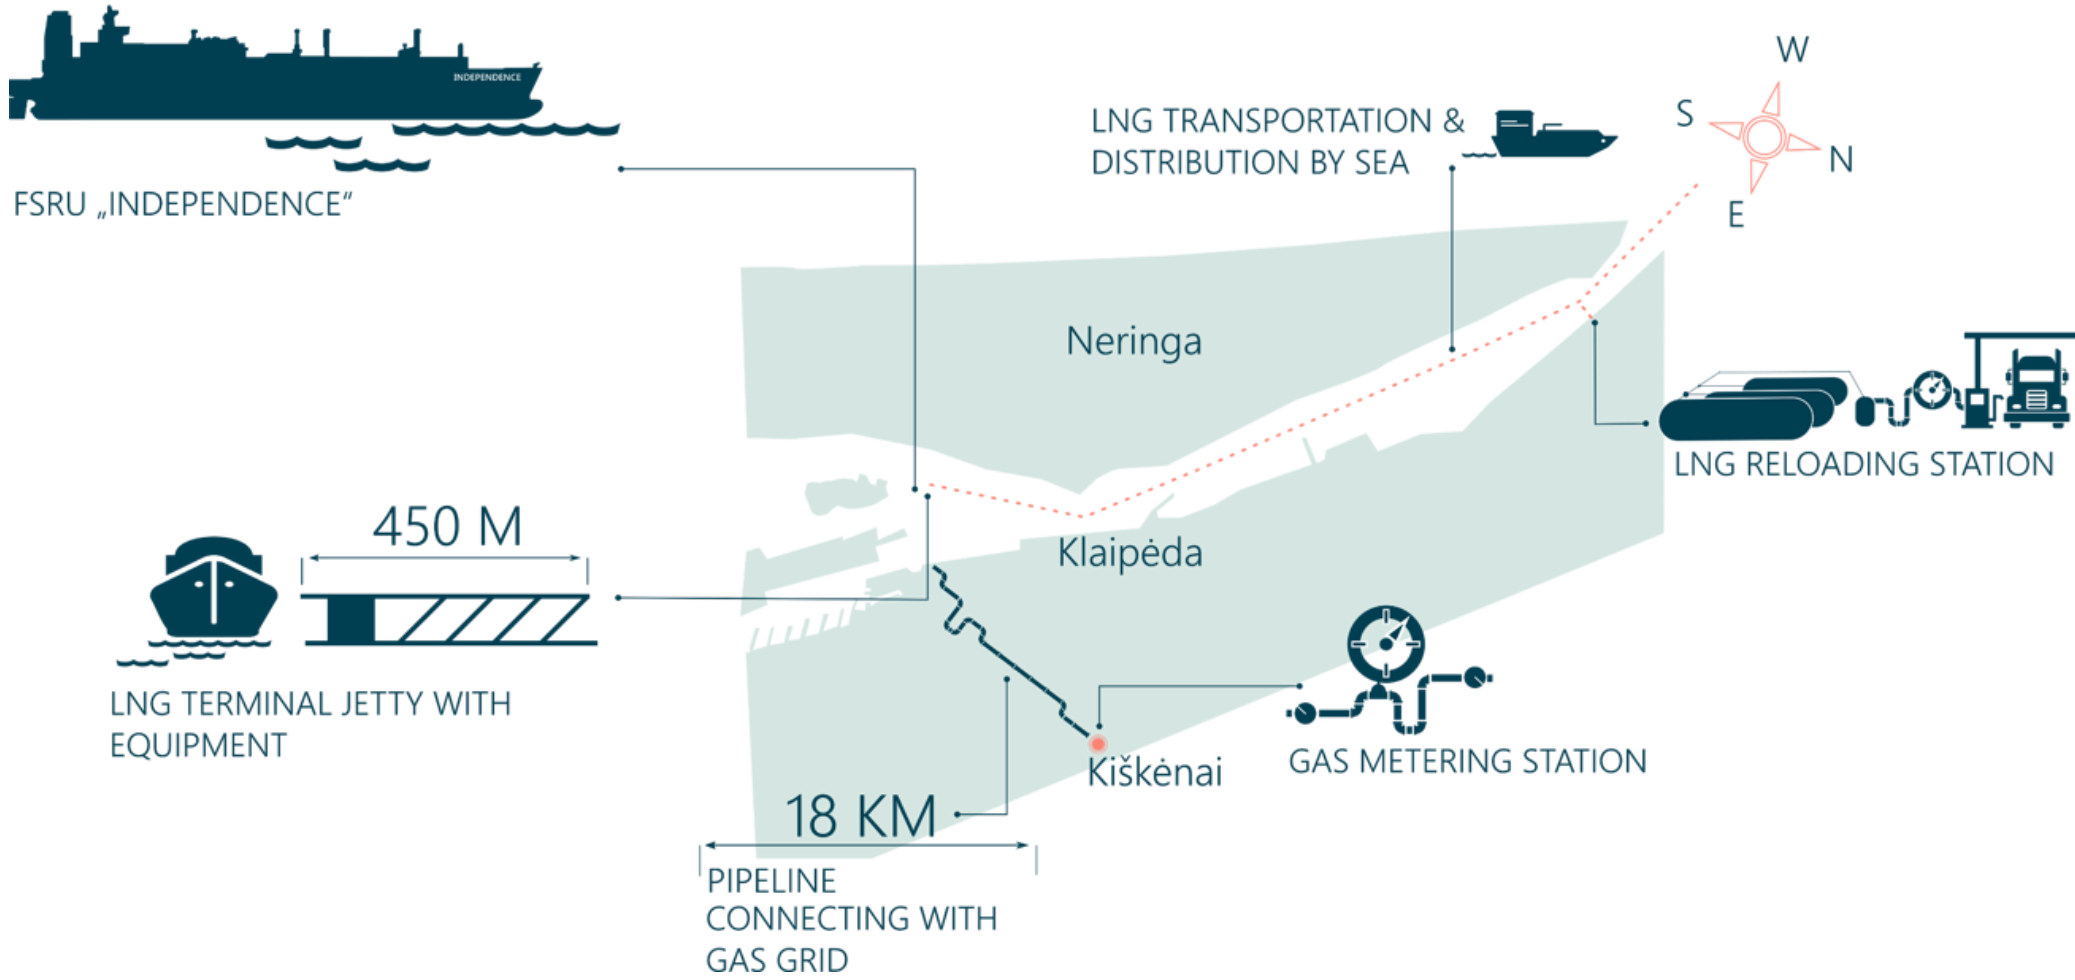 INDEPENDENCE
FSRU „INDEPENDENCE“
LNG TRANSPORTATION &
DISTRIBUTION BY SEA
W
S
N
E
Neringa
LNG RELOADING STATION
450 M
Klaipėda
LNG TERMINAL JETTY WITH
EQUIPMENT
GAS METERING STATION
Kiškėnai
18 KM
PIPELINE
CONNECTING WITH
GAS GRID